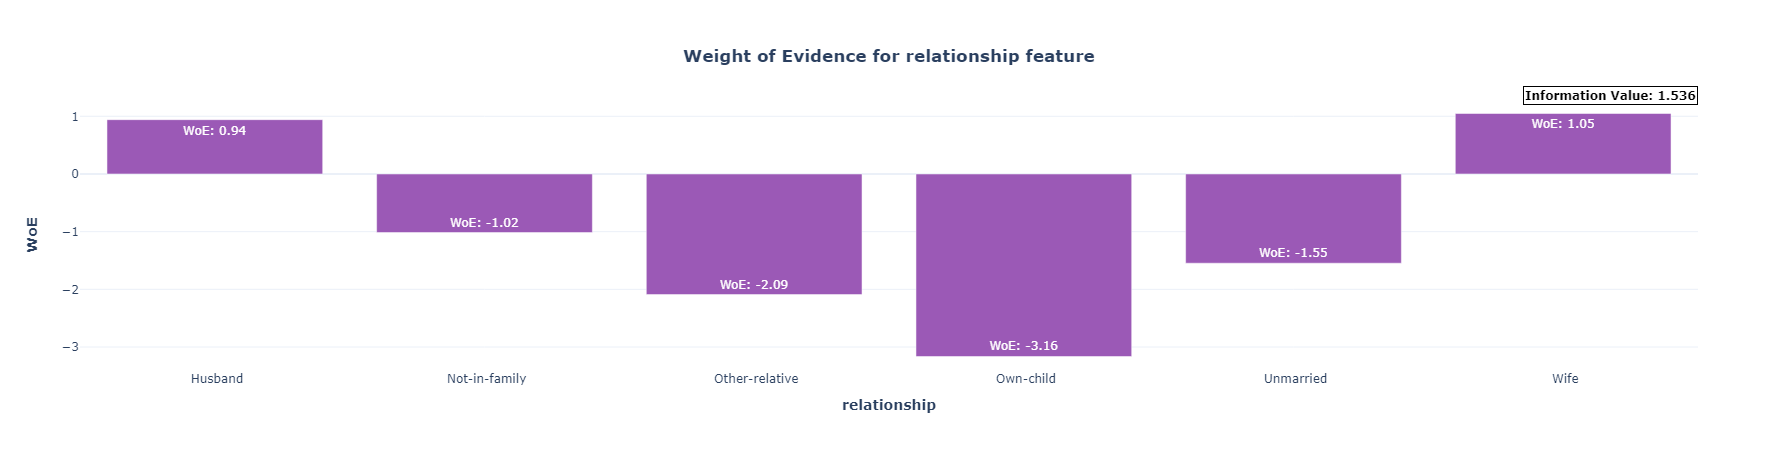 Weight of Evidence for relationship feature
Information Value: 1.536
1
0
−1
−2
−3
WoE
WoE: 0.94
WoE: -1.02
WoE: -2.09
WoE: -3.16
WoE: -1.55
WoE: 1.05
Husband
Not-in-family
Other-relative
Own-child
Unmarried
Wife
relationship